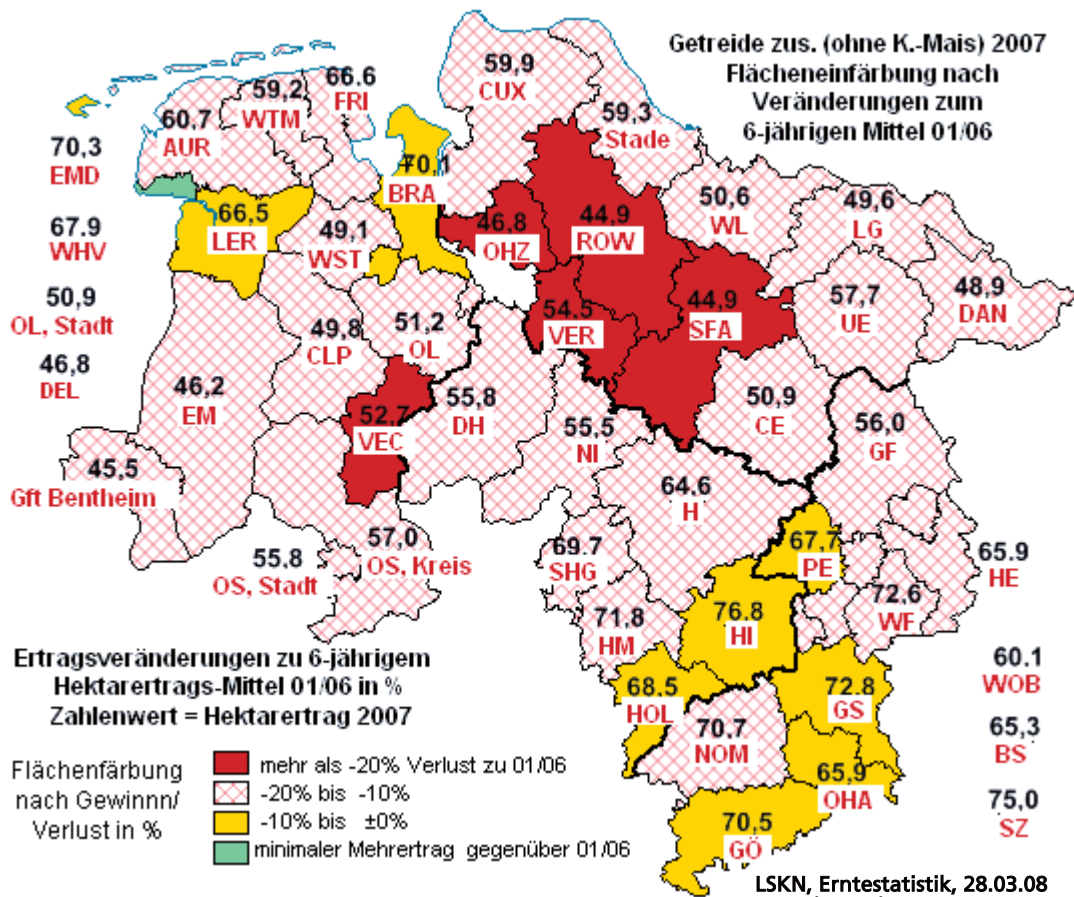 Getreide zus. (ohne K.-Mais) 2007
Flächeneinfärbung nach
Veränderungen zum
6-jährigen Mittel 01/06
59,9
CUX
66.6
FRI
59,2
WTM
60,7
AUR
59,3
Stade
70,3
EMD
70,1
BRA
66,5
LER
67.9
WHV
49,1
WST
46,8
OHZ
44,9
ROW
50,6
WL
49,6
LG
50,9
OL, Stadt
49,8
CLP
51,2
OL
54,5
VER
44,9
SFA
57,7
UE
48,9
DAN
46,8
DEL
46,2
EM
52,7
VEC
55,8
DH
55,5
NI
50,9
CE
56,0
GF
45,5
Gft Bentheim
64,6
H
55.8
OS, Stadt
57,0
OS, Kreis
69.7
SHG
67,7
PE
65.9
HE
71.8
HM
76.8
HI
72,6
WF
Ertragsveränderungen zu 6-jährigem
Hektarertrags-Mittel 01/06 in %
Zahlenwert = Hektarertrag 2007
68.5
HOL
70,7
NOM
72.8
GS
60.1
WOB
65,3
BS
65,9
OHA
75,0
SZ
70,5
GÖ
Flächenfärbung
nach Gewinnn/
Verlust in %
mehr als -20% Verlust zu 01/06
-20% bis -10%
-10% bis ±0%
minimaler Mehrertrag gegenüber 01/06
LSKN, Erntestatistik, 28.03.08